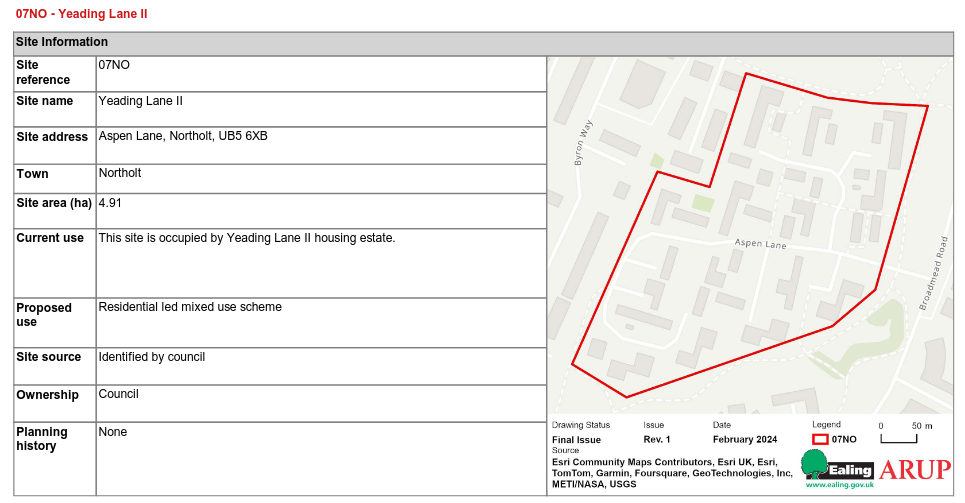 07NO - Yeading Lane II
Site Information
Site
reference
07NO
Site name
Yeading Lane II
Site address
Aspen Lane, Northolt, UB5 6XB
Town
Northolt
Site area (ha)
4.91
Current use
This site is occupied by Yeading Lane II housing estate.
Proposed
use
Residential led mixed use scheme
Site source
Identified by council
Ownership
Council
Planning
history
None
Byron Way
Aspen Lane
Broadmead Road
Drawing Status
Final Issue
Issue
Rev. 1
Date
February 2024
Legend
07NO
0 50 m
Source
Esri Community Maps Contributors, Esri UK, Esri,
TomTom, Garmin, Foursquare, GeoTechnologies, Inc,
METI/NASA, USGS
Ealing
www.ealing.gov.uk
ARUP